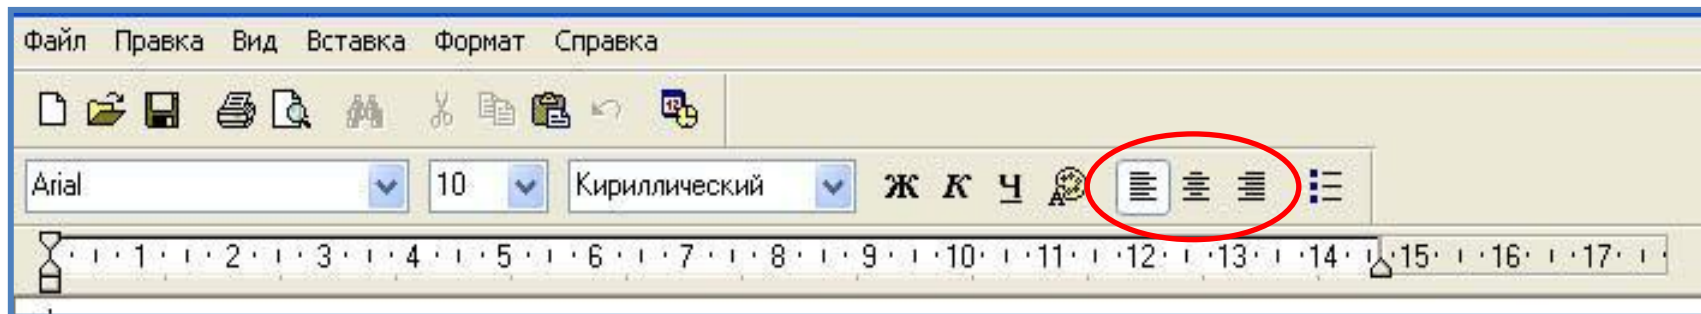 Файл Правка Вид Вставка Формат Справка
12
Arial 10 Кириллический Ж К Ч А
1 2 3 4 5 6 7 8 9 10 11 12 13 14 15 16 17